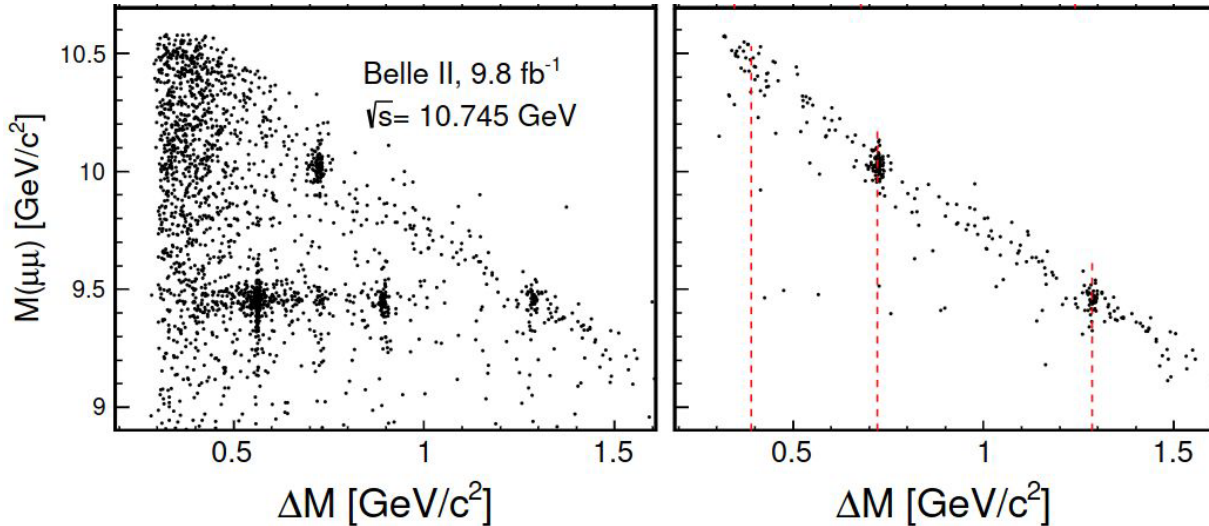 M(μμ) [GeV/c²]
10.5
10
9.5
9
Belle II, 9.8 fb⁻¹
√s= 10.745 GeV
0.5 1 1.5
0.5 1 1.5
ΔM [GeV/c²]
ΔM [GeV/c²]